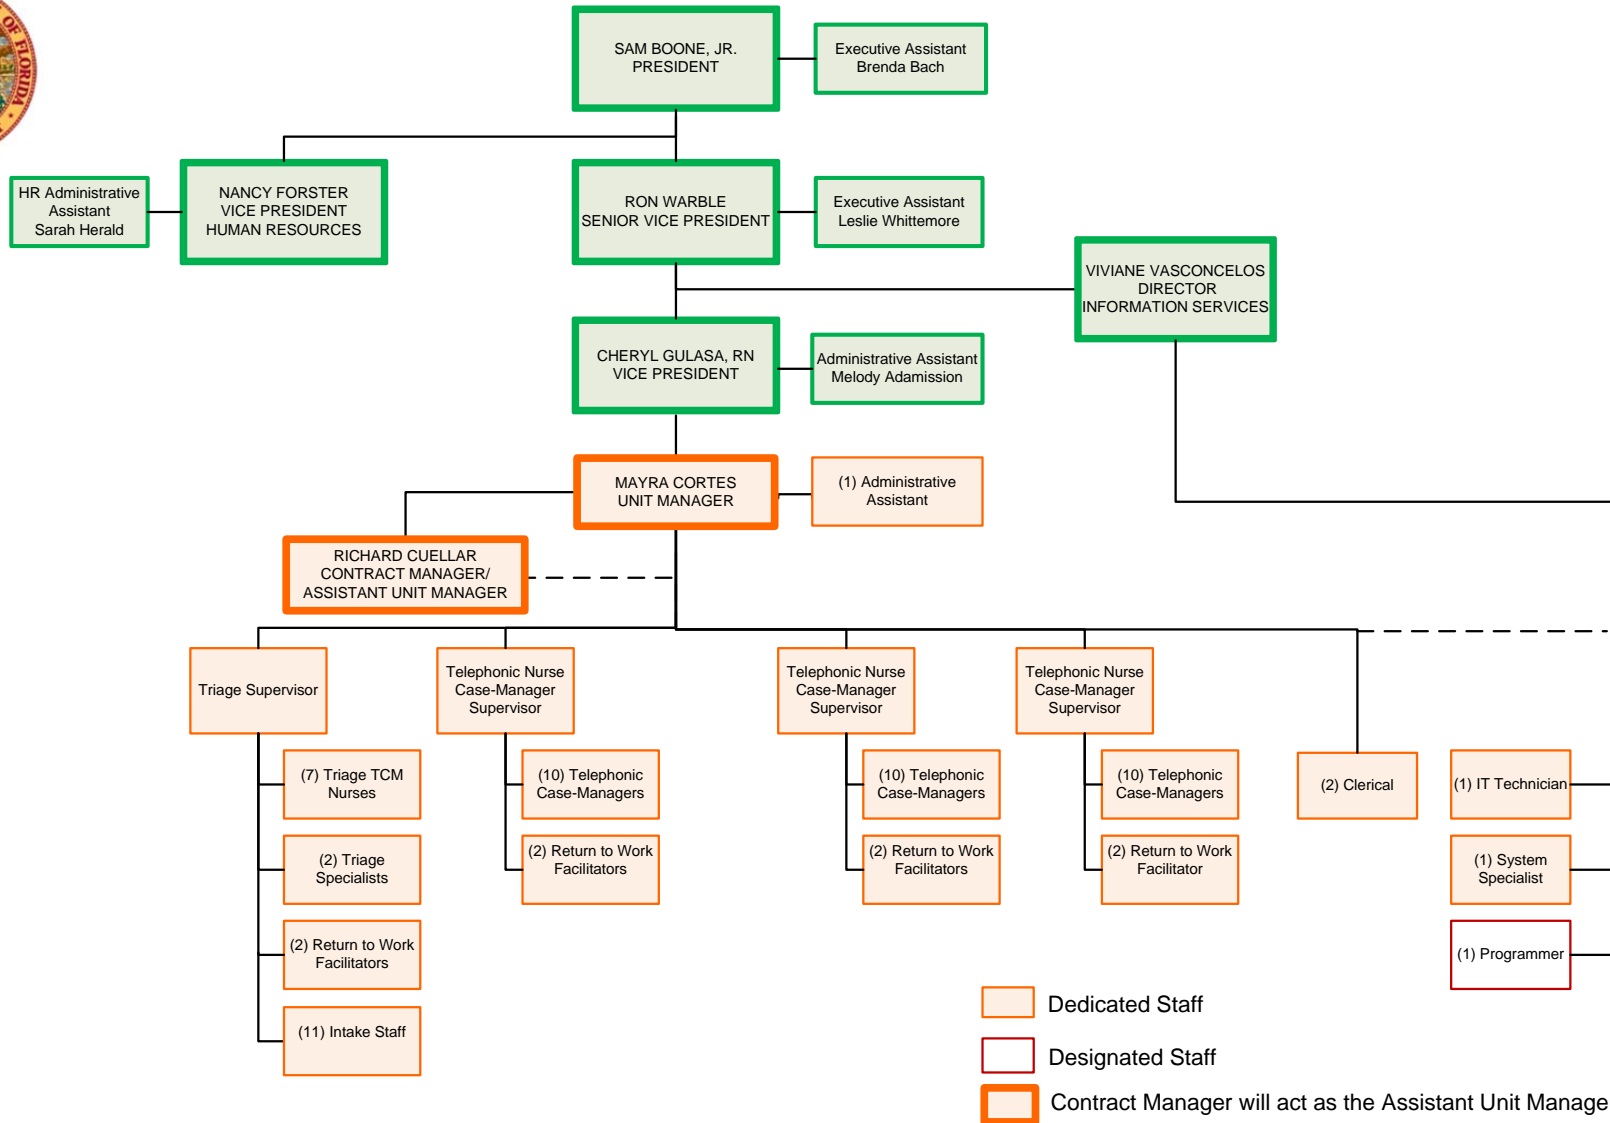 OF FLORIDA
SAM BOONE, JR.
PRESIDENT
Executive Assistant
Brenda Bach
HR Administrative
Assistant
Sarah Herald
NANCY FORSTER
VICE PRESIDENT
HUMAN RESOURCES
RON WARBLE
SENIOR VICE PRESIDENT
Executive Assistant
Leslie Whittemore
VIVIANE VASCONCELOS
DIRECTOR
INFORMATION SERVICES
CHERYL GULASA, RN
VICE PRESIDENT
Administrative Assistant
Melody Adamission
MAYRA CORTES
UNIT MANAGER
(1) Administrative
Assistant
RICHARD CUELLAR
CONTRACT MANAGER/
ASSISTANT UNIT MANAGER
Triage Supervisor
Telephonic Nurse
Case-Manager
Supervisor
Telephonic Nurse
Case-Manager
Supervisor
Telephonic Nurse
Case-Manager
Supervisor
(7) Triage TCM
Nurses
(10) Telephonic
Case-Managers
(10) Telephonic
Case-Managers
(10) Telephonic
Case-Managers
(2) Clerical
(1) IT Technician
(2) Triage
Specialists
(2) Return to Work
Facilitators
(2) Return to Work
Facilitators
(2) Return to Work
Facilitator
(1) System
Specialist
(2) Return to Work
Facilitators
(1) Programmer
(11) Intake Staff
Dedicated Staff
Designated Staff
Contract Manager will act as the Assistant Unit Manage